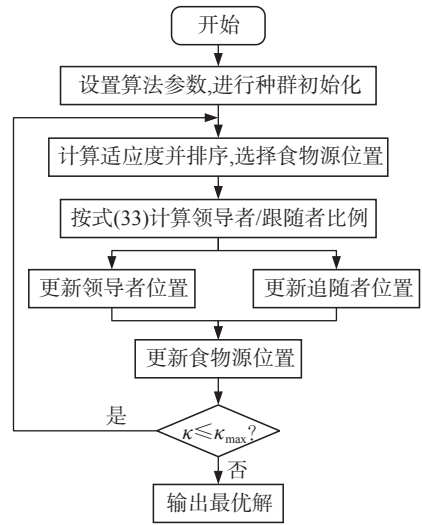 开始
设置算法参数,进行种群初始化
计算适应度并排序,选择食物源位置
按式(33)计算领导者/跟随者比例
更新领导者位置
更新追随者位置
更新食物源位置
是
κ≤κmax?
否
输出最优解